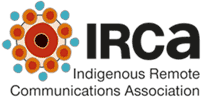 IRCa
Indigenous Remote
Communications Association